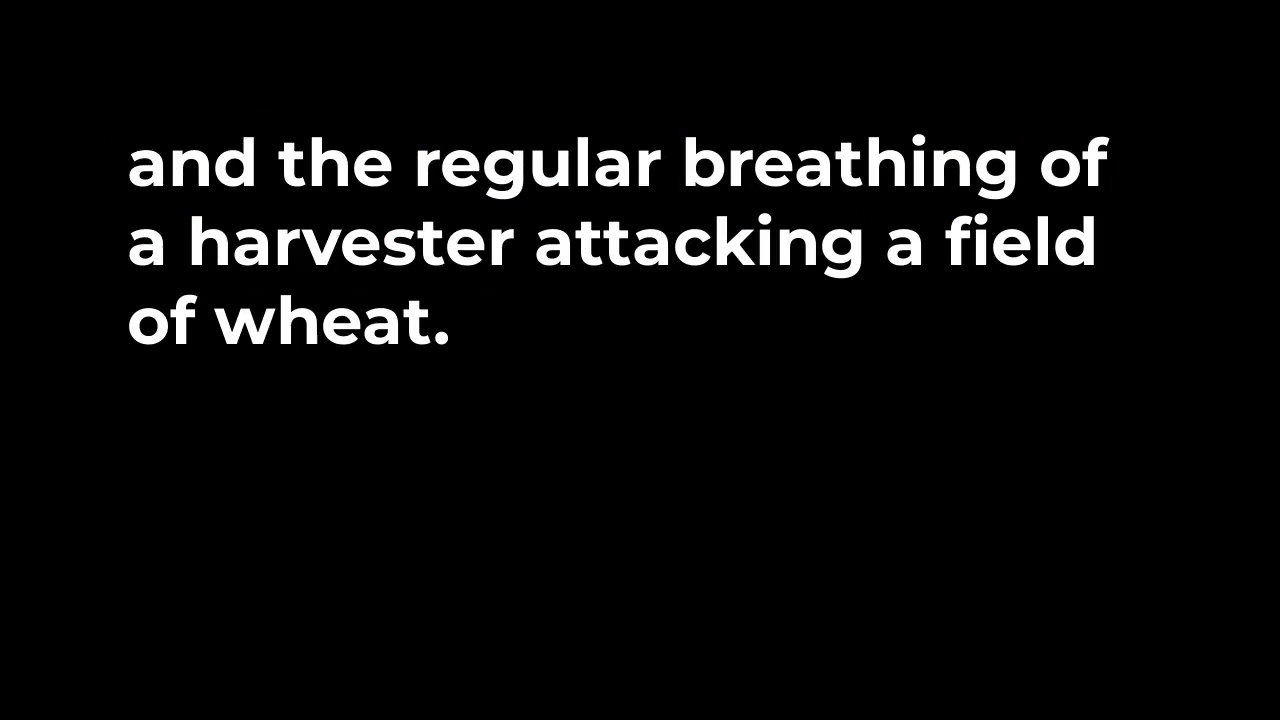 and the regular breathing of
a harvester attacking a field
of wheat.